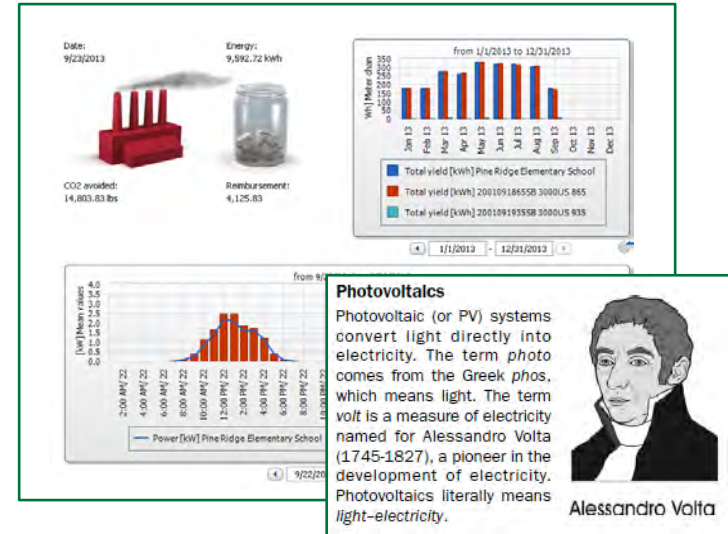 Date:
9/23/2013
Energy:
9,592.72 kWh
CO2 avoided:
14,803.83 lbs
Reimbursement:
4,125.83
from 1/1/2013 to 12/31/2013
350
300
250
200
150
100
50
0
Jan 13
Feb 13
Mar 13
Apr 13
May 13
Jun 13
Jul 13
Aug 13
Sep 13
Oct 13
Nov 13
Dec 13
Total yield [kWh] Pine Ridge Elementary School
Total yield [kWh] 2001091865SB 3000US 865
Total yield [kWh] 2001091935SB 3000US 935
1/1/2013 - 12/31/2013
from 9/
[kW] Mean values
4.0
3.5
3.0
2.5
2.0
1.5
1.0
0.5
0.0
2:00 AM/ 22
4:00 AM/ 22
6:00 AM/ 22
8:00 AM/ 22
10:00 AM/ 22
12:00 PM/ 22
2:00 PM/ 22
4:00 PM/ 22
6:00 PM/ 22
8:00 PM/ 22
Power [kW] Pine Ridge Elementary School
9/22/20
Photovoltaics
Photovoltaic (or PV) systems
convert light directly into
electricity. The term photo
comes from the Greek phos,
which means light. The term
volt is a measure of electricity
named for Alessandro Volta
(1745-1827), a pioneer in the
development of electricity.
Photovoltaics literally means
light–electricity.
Alessandro Volta